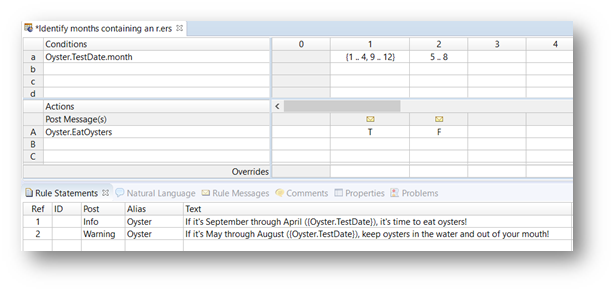 *Identify months containing an r.ers
Conditions 0 1 2 3 4
a Oyster.TestDate.month {1 .. 4, 9 .. 12} 5 .. 8
b
c
d
Actions
Post Message(s)
A Oyster.EatOysters T F
B
C
Overrides
Rule Statements Natural Language Rule Messages Comments Properties Problems
Ref ID Post Alias Text
1 Info Oyster If it's September through April ({Oyster.TestDate}), it's time to eat oysters!
2 Warning Oyster If it's May through August ({Oyster.TestDate}), keep oysters in the water and out of your mouth!